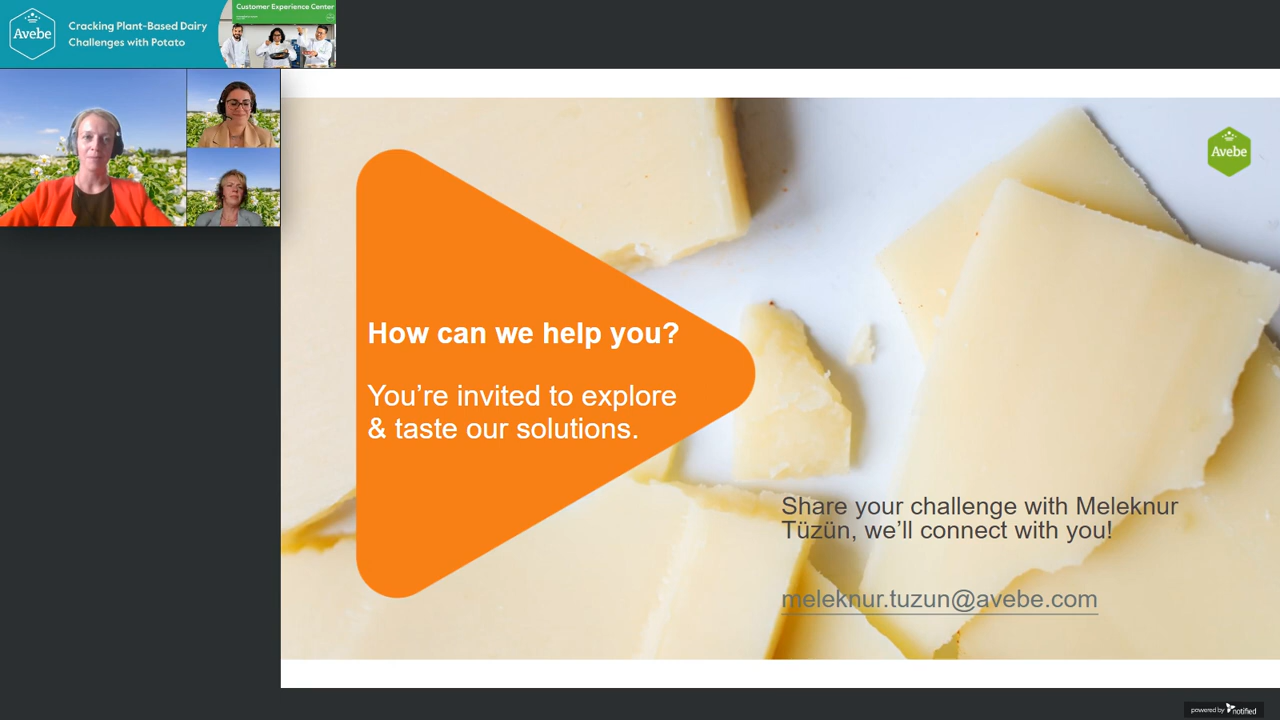 Avebe
Cracking Plant-Based Dairy
Challenges with Potato
Customer Experience Center
Avebe
How can we help you?
You're invited to explore
& taste our solutions.
Share your challenge with Meleknur
Tüzün, we'll connect with you!
meleknur.tuzun@avebe.com
powered by notified